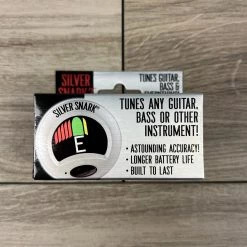 SILVER
SNARK®
TUNES GUITAR,
BASS &
SILVER SNARK®
E
TUNES ANY GUITAR,
BASS OR OTHER
INSTRUMENT!
• ASTOUNDING ACCURACY!
• LONGER BATTERY LIFE
• BUILT TO LAST